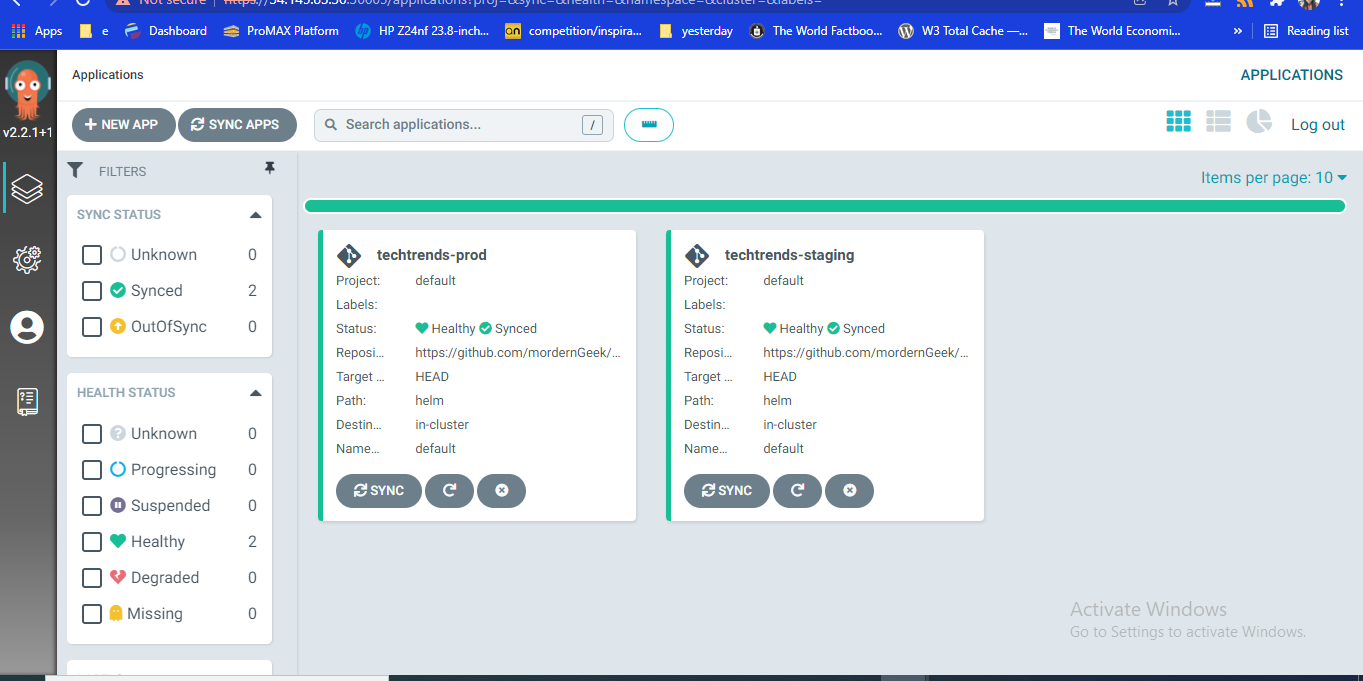 Not secure
Apps e Dashboard ProMAX Platform HP Z24nf 23.8-inch... an competition/inspira... yesterday The World Factboo... W3 Total Cache —... The World Economi... » Reading list
Applications APPLICATIONS
v2.2.1+1
NEW APP SYNC APPS Search applications... / Log out
FILTERS
Items per page: 10
SYNC STATUS
Unknown 0
Synced 2
OutOfSync 0
HEALTH STATUS
Unknown 0
Progressing 0
Suspended 0
Healthy 2
Degraded 0
Missing 0
techtrends-prod
Project: default
Labels:
Status: Healthy Synced
Reposi... https://github.com/mordernGeek/...
Target ... HEAD
Path: helm
Destin... in-cluster
Name... default
SYNC
techtrends-staging
Project: default
Labels:
Status: Healthy Synced
Reposi... https://github.com/mordernGeek/...
Target ... HEAD
Path: helm
Destin... in-cluster
Name... default
SYNC
Activate Windows
Go to Settings to activate Windows.